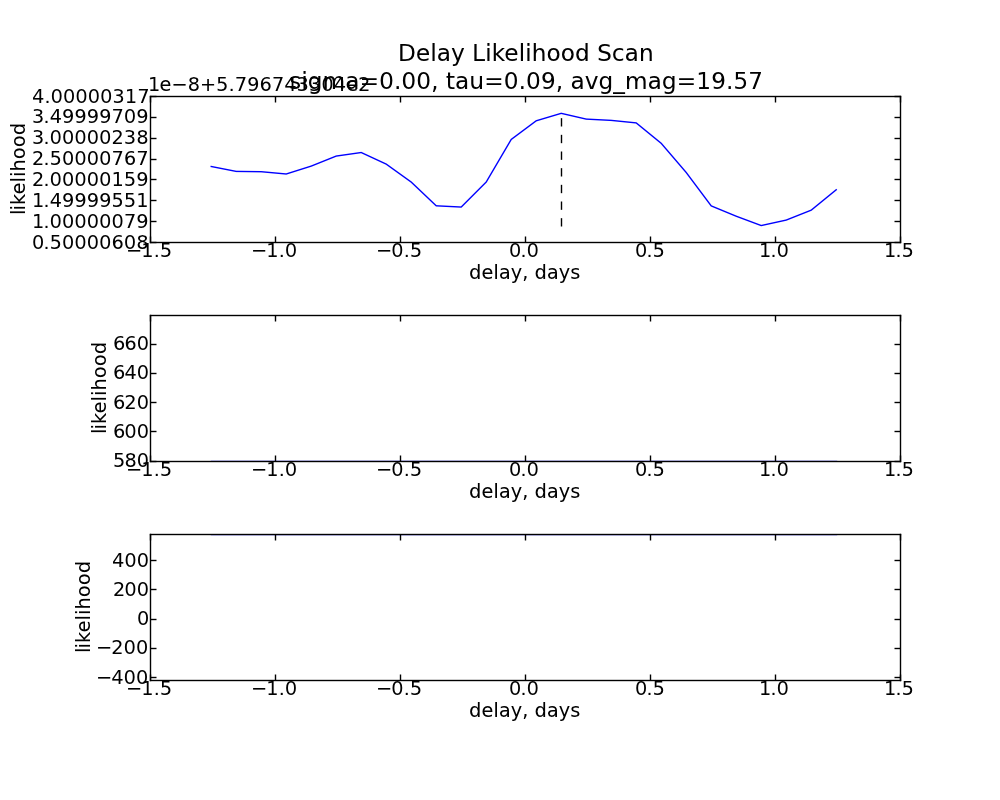 Delay Likelihood Scan
sigma=0.00, tau=0.09, avg_mag=19.57
4.00000317
3.49999709
3.00000238
2.50000767
2.00000159
1.49999551
1.00000079
0.50000608
likelihood
−1.5 −1.0 −0.5 0.0 0.5 1.0 1.5
delay, days
660
640
620
600
580
likelihood
−1.5 −1.0 −0.5 0.0 0.5 1.0 1.5
delay, days
400
200
0
−200
−400
likelihood
−1.5 −1.0 −0.5 0.0 0.5 1.0 1.5
delay, days